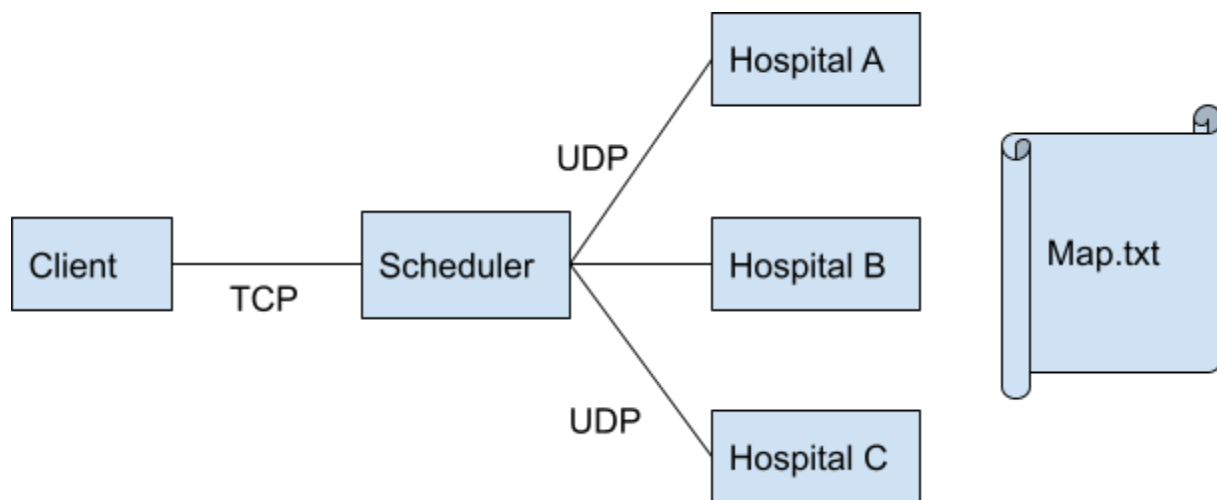 Hospital A
UDP
Client
TCP
Scheduler
Hospital B
Map.txt
UDP
Hospital C